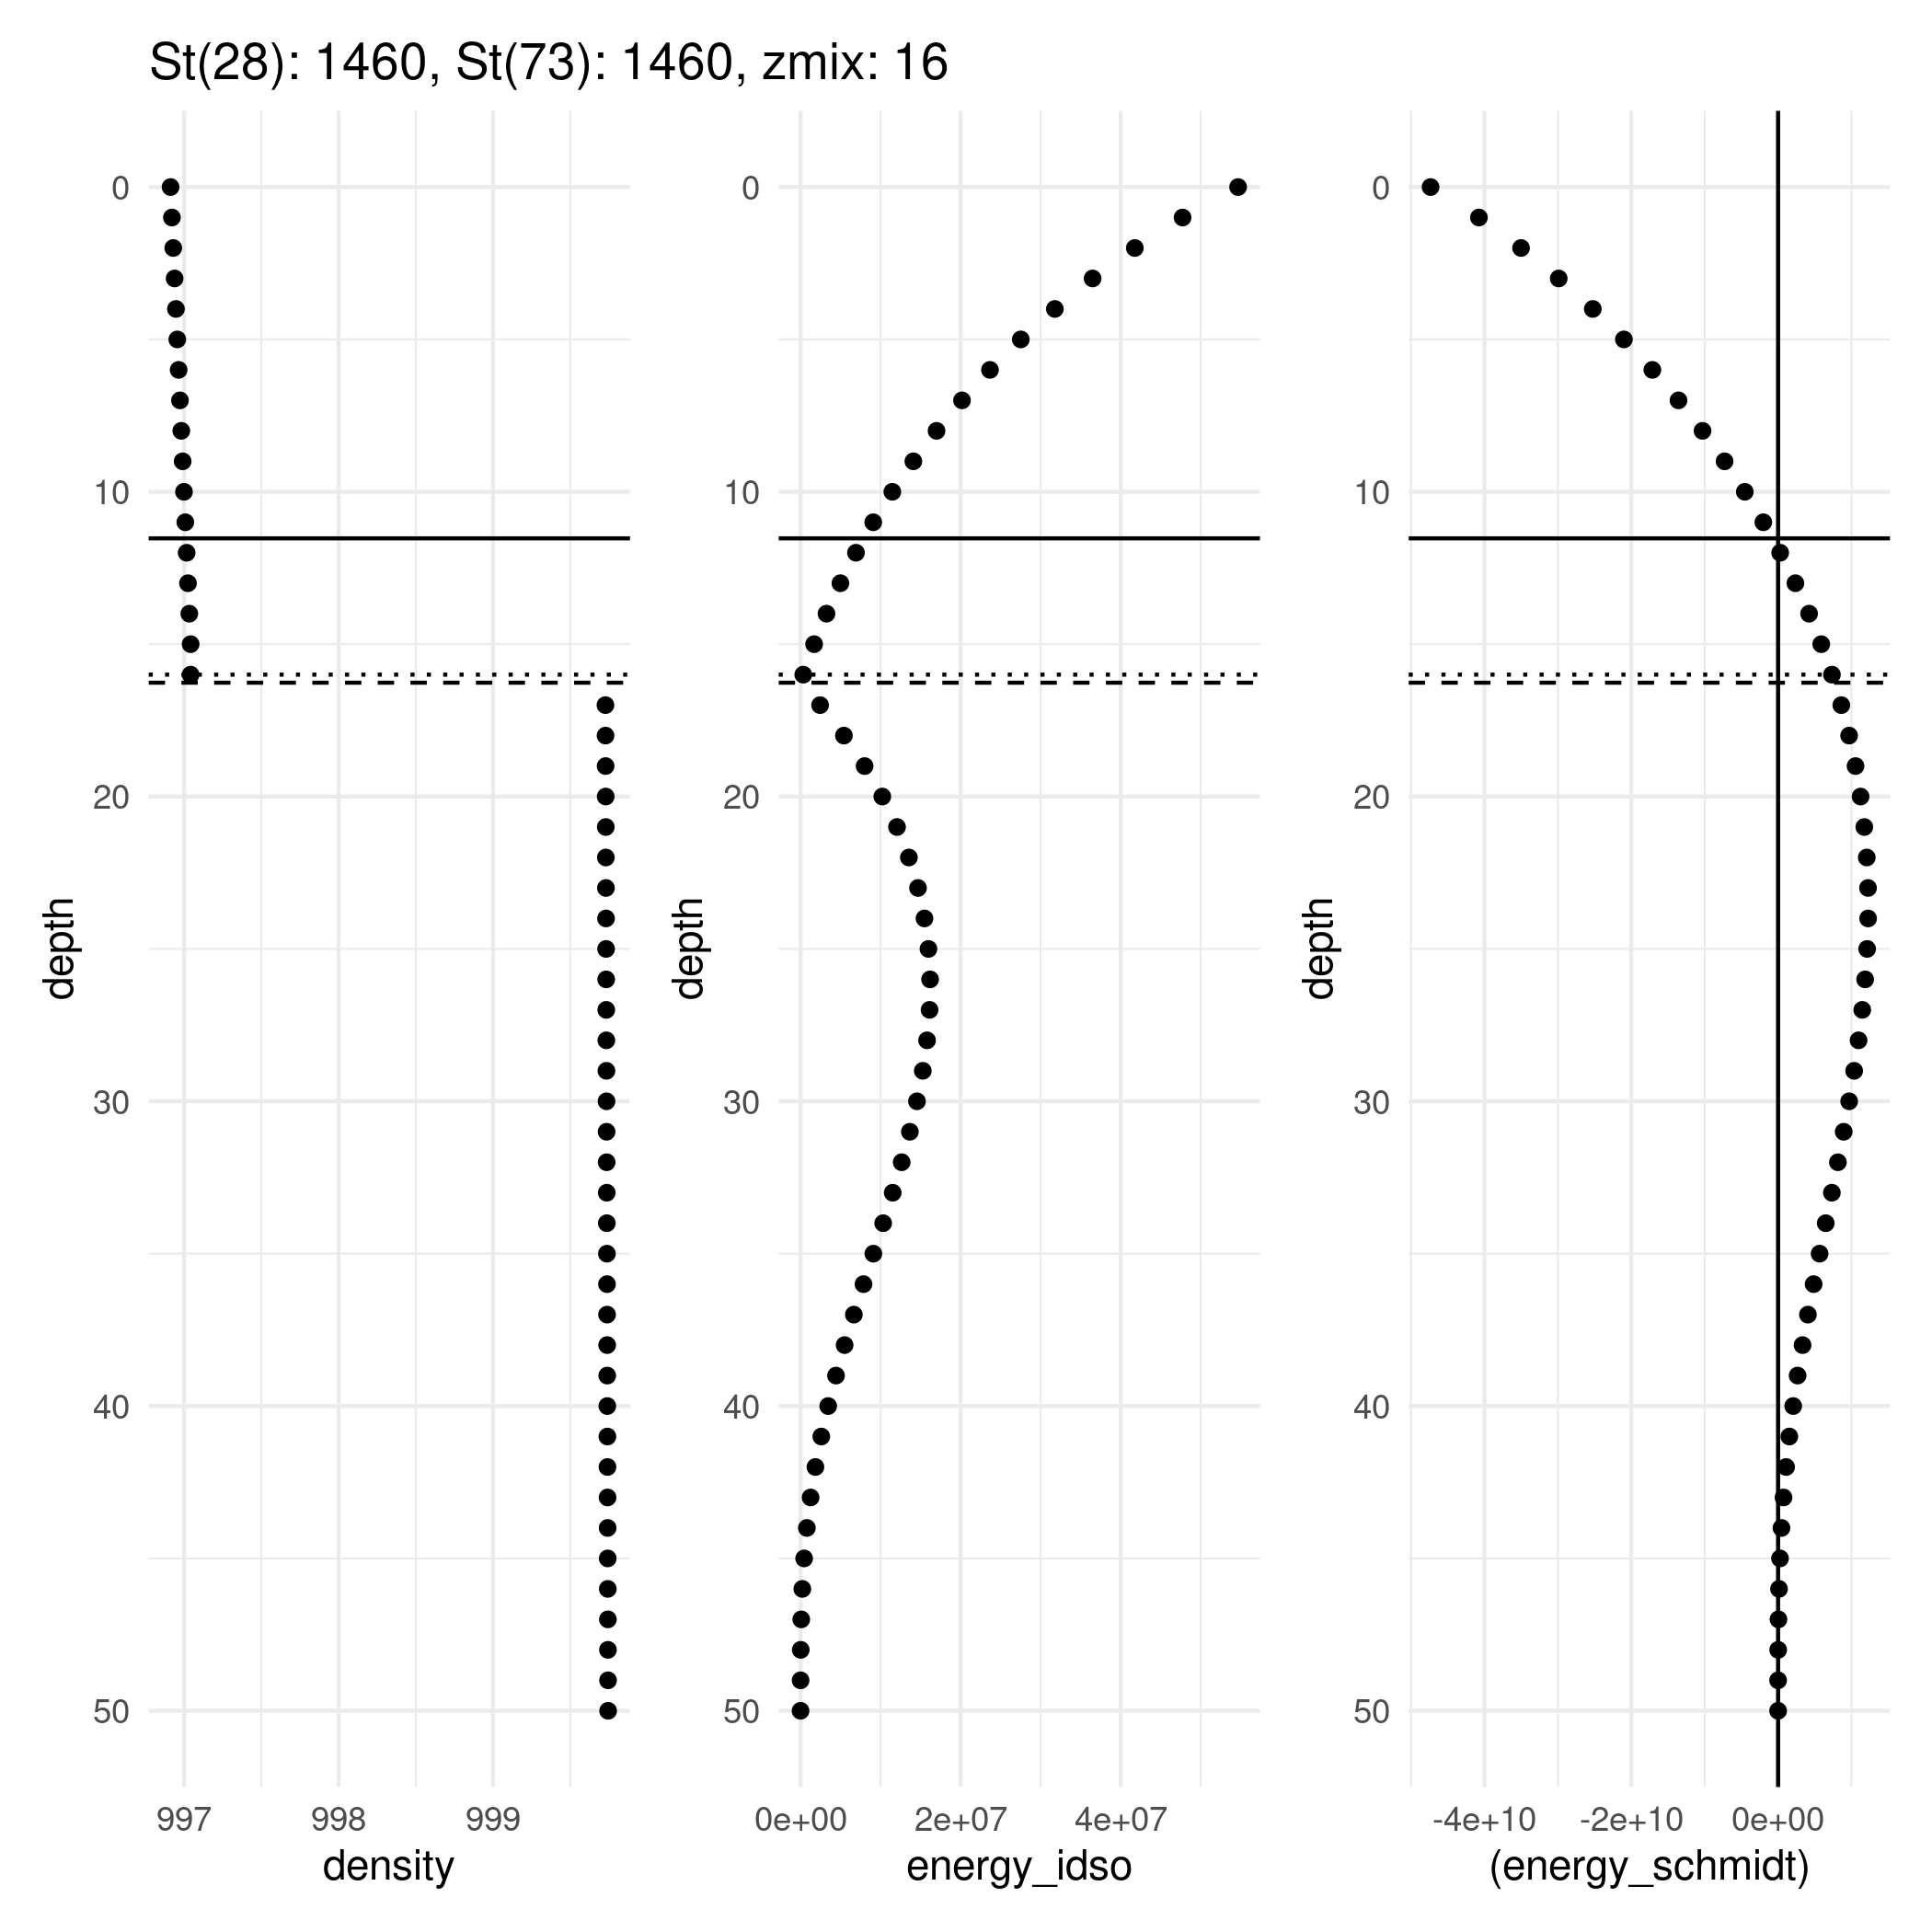 St(28): 1460, St(73): 1460, zmix: 16
0
10
20
30
40
50
depth
997 998 999
density
0
10
20
30
40
50
depth
0e+00 2e+07 4e+07
energy_idso
0
10
20
30
40
50
depth
-4e+10 -2e+10 0e+00
(energy_schmidt)